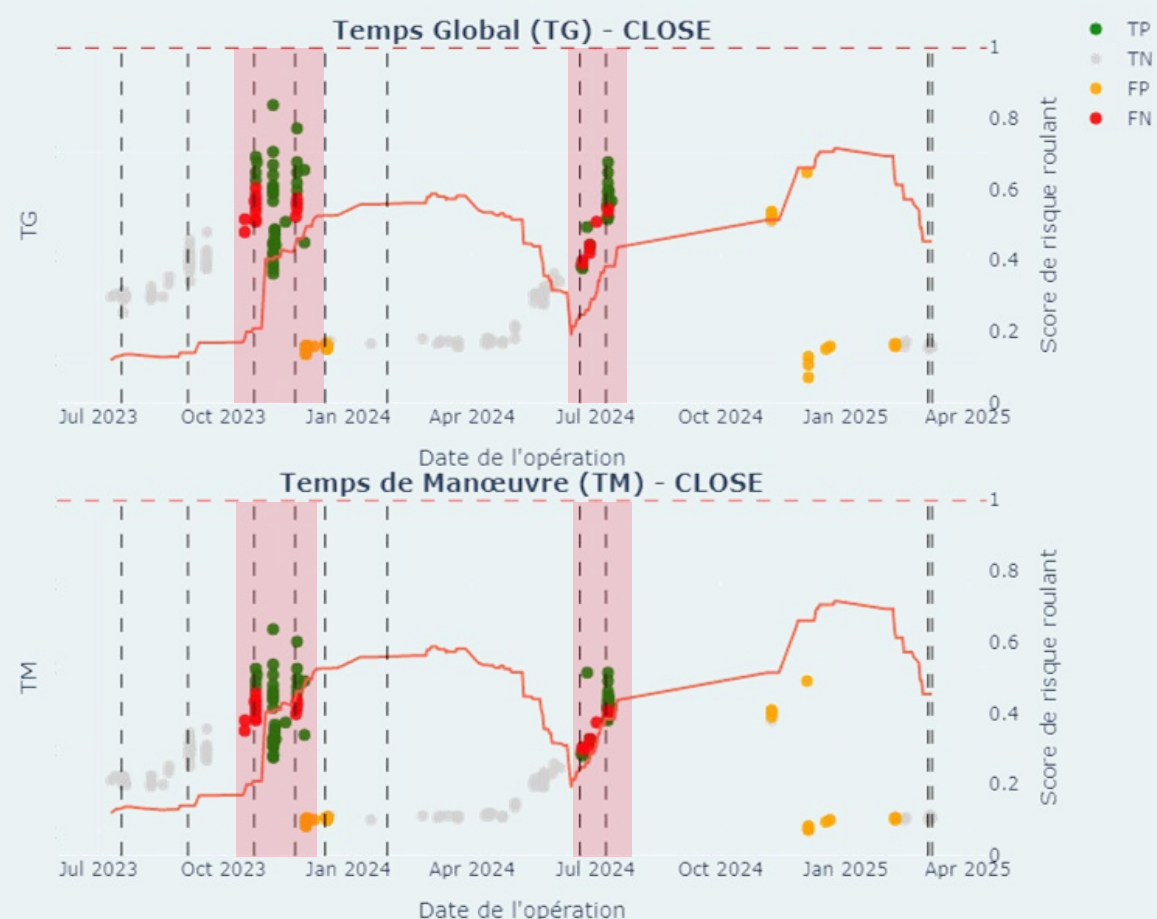 Temps Global (TG) - CLOSE
TP
TN
FP
FN
1
0.8
0.6
0.4
0.2
0
TG
Score de risque roulant
Jul 2023 Oct 2023 Jan 2024 Apr 2024 Jul 2024 Oct 2024 Jan 2025 Apr 2025
Date de l'opération
Temps de Manœuvre (TM) - CLOSE
1
0.8
0.6
0.4
0.2
0
TM
Score de risque roulant
Jul 2023 Oct 2023 Jan 2024 Apr 2024 Jul 2024 Oct 2024 Jan 2025 Apr 2025
Date de l'opération